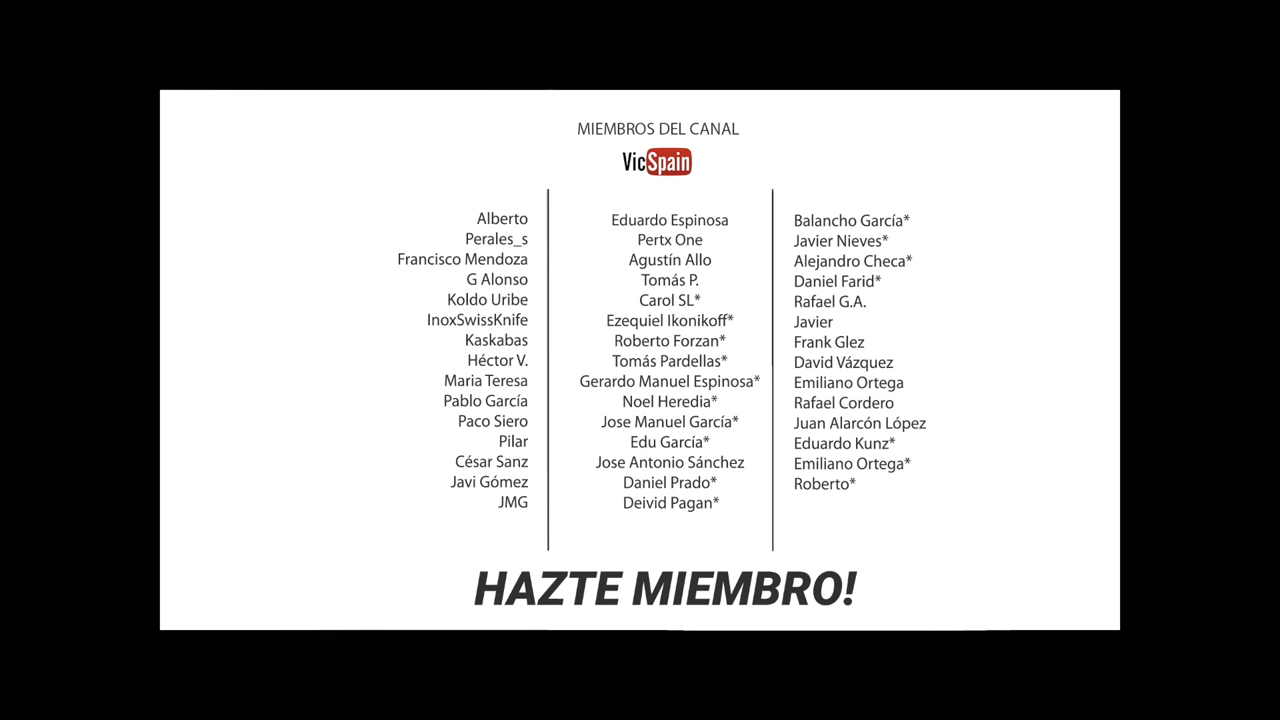 MIEMBROS DEL CANAL
VicSpain
Alberto
Perales_s
Francisco Mendoza
G Alonso
Koldo Uribe
InoxSwissKnife
Kaskabas
Héctor V.
Maria Teresa
Pablo García
Paco Siero
Pilar
César Sanz
Javi Gómez
JMG
Eduardo Espinosa
Pertx One
Agustín Allo
Tomás P.
Carol SL*
Ezequiel Ikonikoff*
Roberto Forzan*
Tomás Pardellas*
Gerardo Manuel Espinosa*
Noel Heredia*
Jose Manuel García*
Edu García*
Jose Antonio Sánchez
Daniel Prado*
Deivid Pagan*
Balancho García*
Javier Nieves*
Alejandro Checa*
Daniel Farid*
Rafael G.A.
Javier
Frank Glez
David Vázquez
Emiliano Ortega
Rafael Cordero
Juan Alarcón López
Eduardo Kunz*
Emiliano Ortega*
Roberto*
HAZTE MIEMBRO!